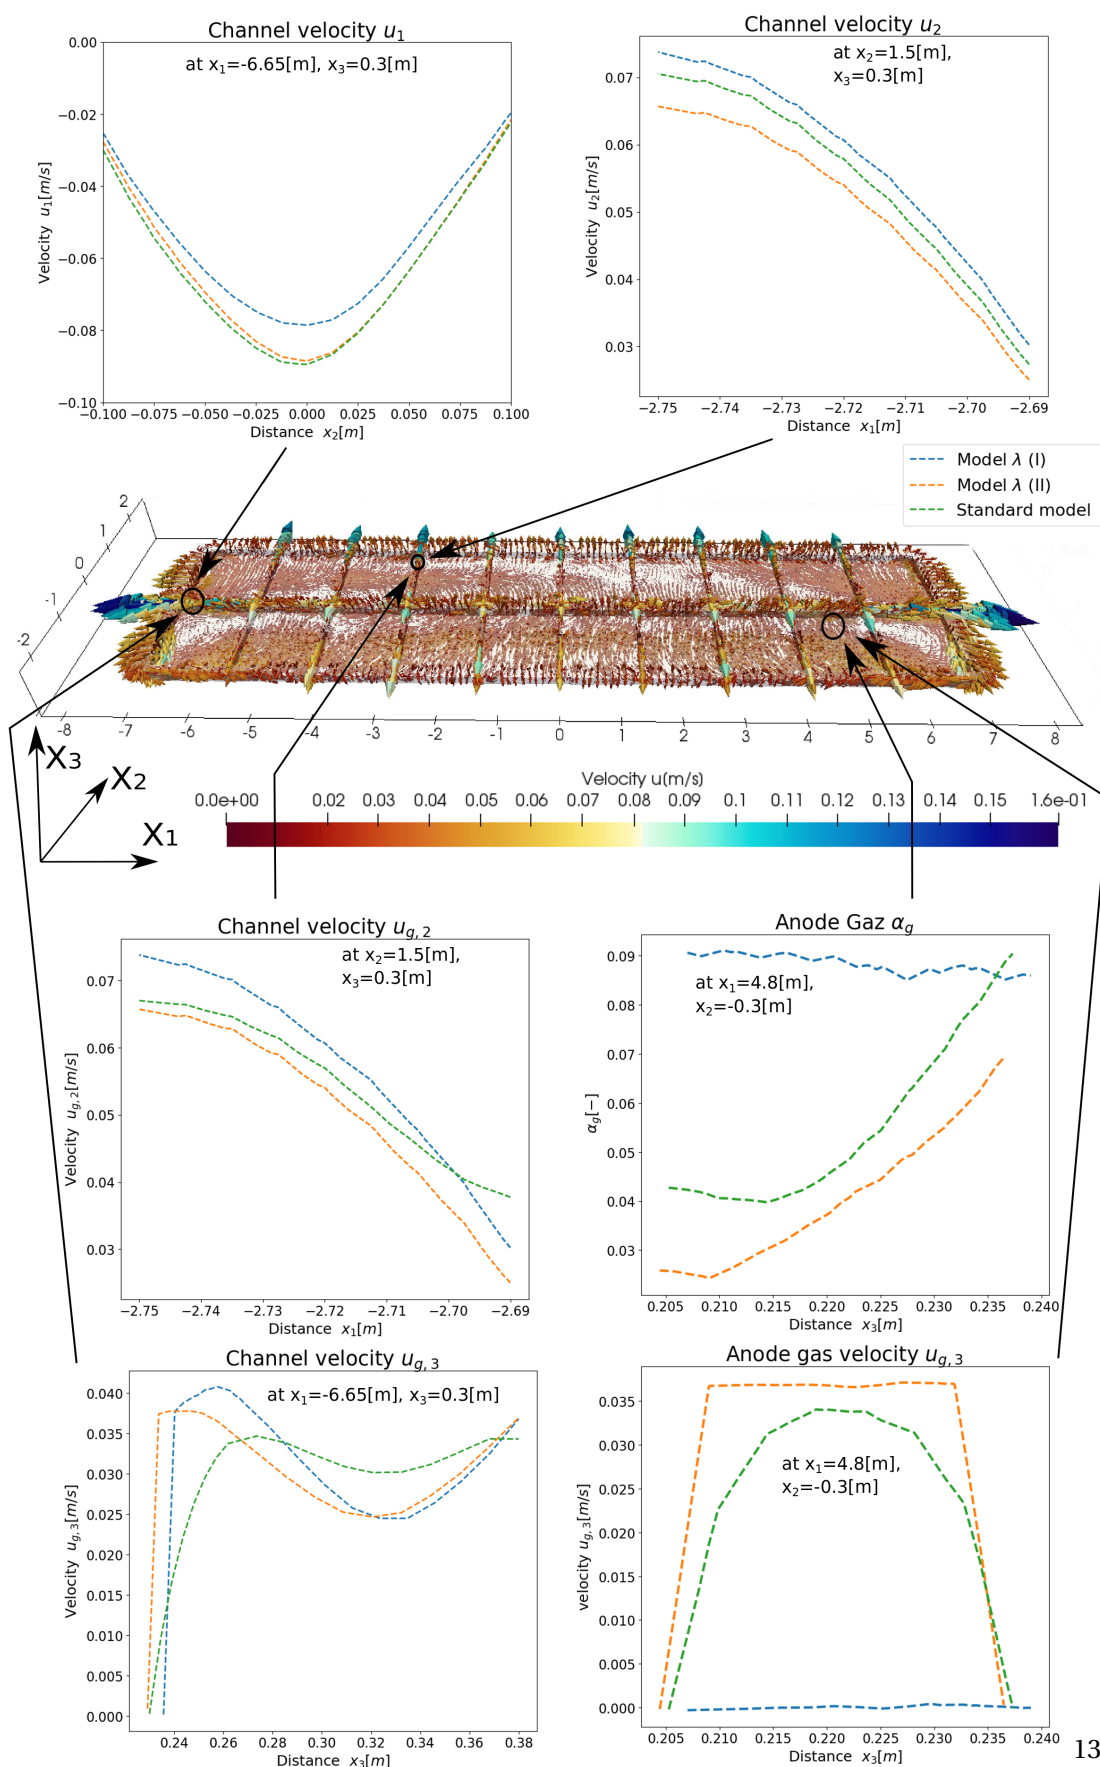 Channel velocity u1
at x1=-6.65[m], x3=0.3[m]
0.00
−0.02
−0.04
−0.06
−0.08
−0.10
Velocity u1[m/s]
−0.100 −0.075 −0.050 −0.025 0.000 0.025 0.050 0.075 0.100
Distance x2[m]
Channel velocity u2
at x2=1.5[m],
x3=0.3[m]
0.07
0.06
0.05
0.04
0.03
Velocity u2[m/s]
−2.75 −2.74 −2.73 −2.72 −2.71 −2.70 −2.69
Distance x1[m]
Model λ (I)
Model λ (II)
Standard model
2
1
0
-1
-2
-8 -7 -6 -5 -4 -3 -2 -1 0 1 2 3 4 5 6 7 8
X3
X2
X1
Velocity u[m/s]
0.0e+00 0.02 0.03 0.04 0.05 0.06 0.07 0.08 0.09 0.1 0.11 0.12 0.13 0.14 0.15 1.6e-01
Channel velocity ug,2
at x2=1.5[m],
x3=0.3[m]
0.07
0.06
0.05
0.04
0.03
Velocity ug,2[m/s]
−2.75 −2.74 −2.73 −2.72 −2.71 −2.70 −2.69
Distance x1[m]
Anode Gaz αg
at x1=4.8[m],
x2=-0.3[m]
0.09
0.08
0.07
0.06
0.05
0.04
0.03
αg[−]
0.205 0.210 0.215 0.220 0.225 0.230 0.235 0.240
Distance x3[m]
Channel velocity ug,3
at x1=-6.65[m], x3=0.3[m]
0.040
0.035
0.030
0.025
0.020
0.015
0.010
0.005
0.000
Velocity ug,3[m/s]
0.24 0.26 0.28 0.30 0.32 0.34 0.36 0.38
Distance x3[m]
Anode gas velocity ug,3
at x1=4.8[m],
x2=-0.3[m]
0.035
0.030
0.025
0.020
0.015
0.010
0.005
0.000
velocity ug,3[m/s]
0.205 0.210 0.215 0.220 0.225 0.230 0.235 0.240
Distance x3[m]
13